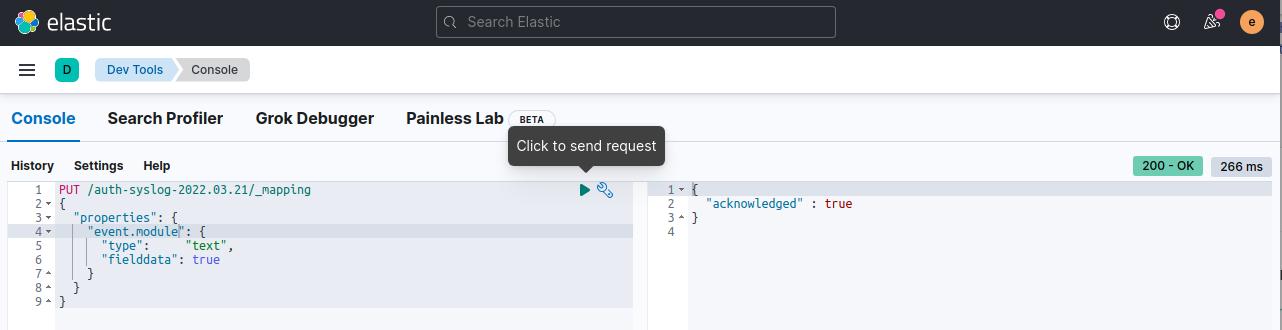 elastic
Search Elastic
e
D
Dev Tools
Console
Console
Search Profiler
Grok Debugger
Painless Lab
BETA
Click to send request
History
Settings
Help
200 - OK
266 ms
1 PUT /auth-syslog-2022.03.21/_mapping
2 {
3 "properties": {
4 "event.module": {
5 "type": "text",
6 "fielddata": true
7 }
8 }
9 }
1 {
2 "acknowledged" : true
3 }
4